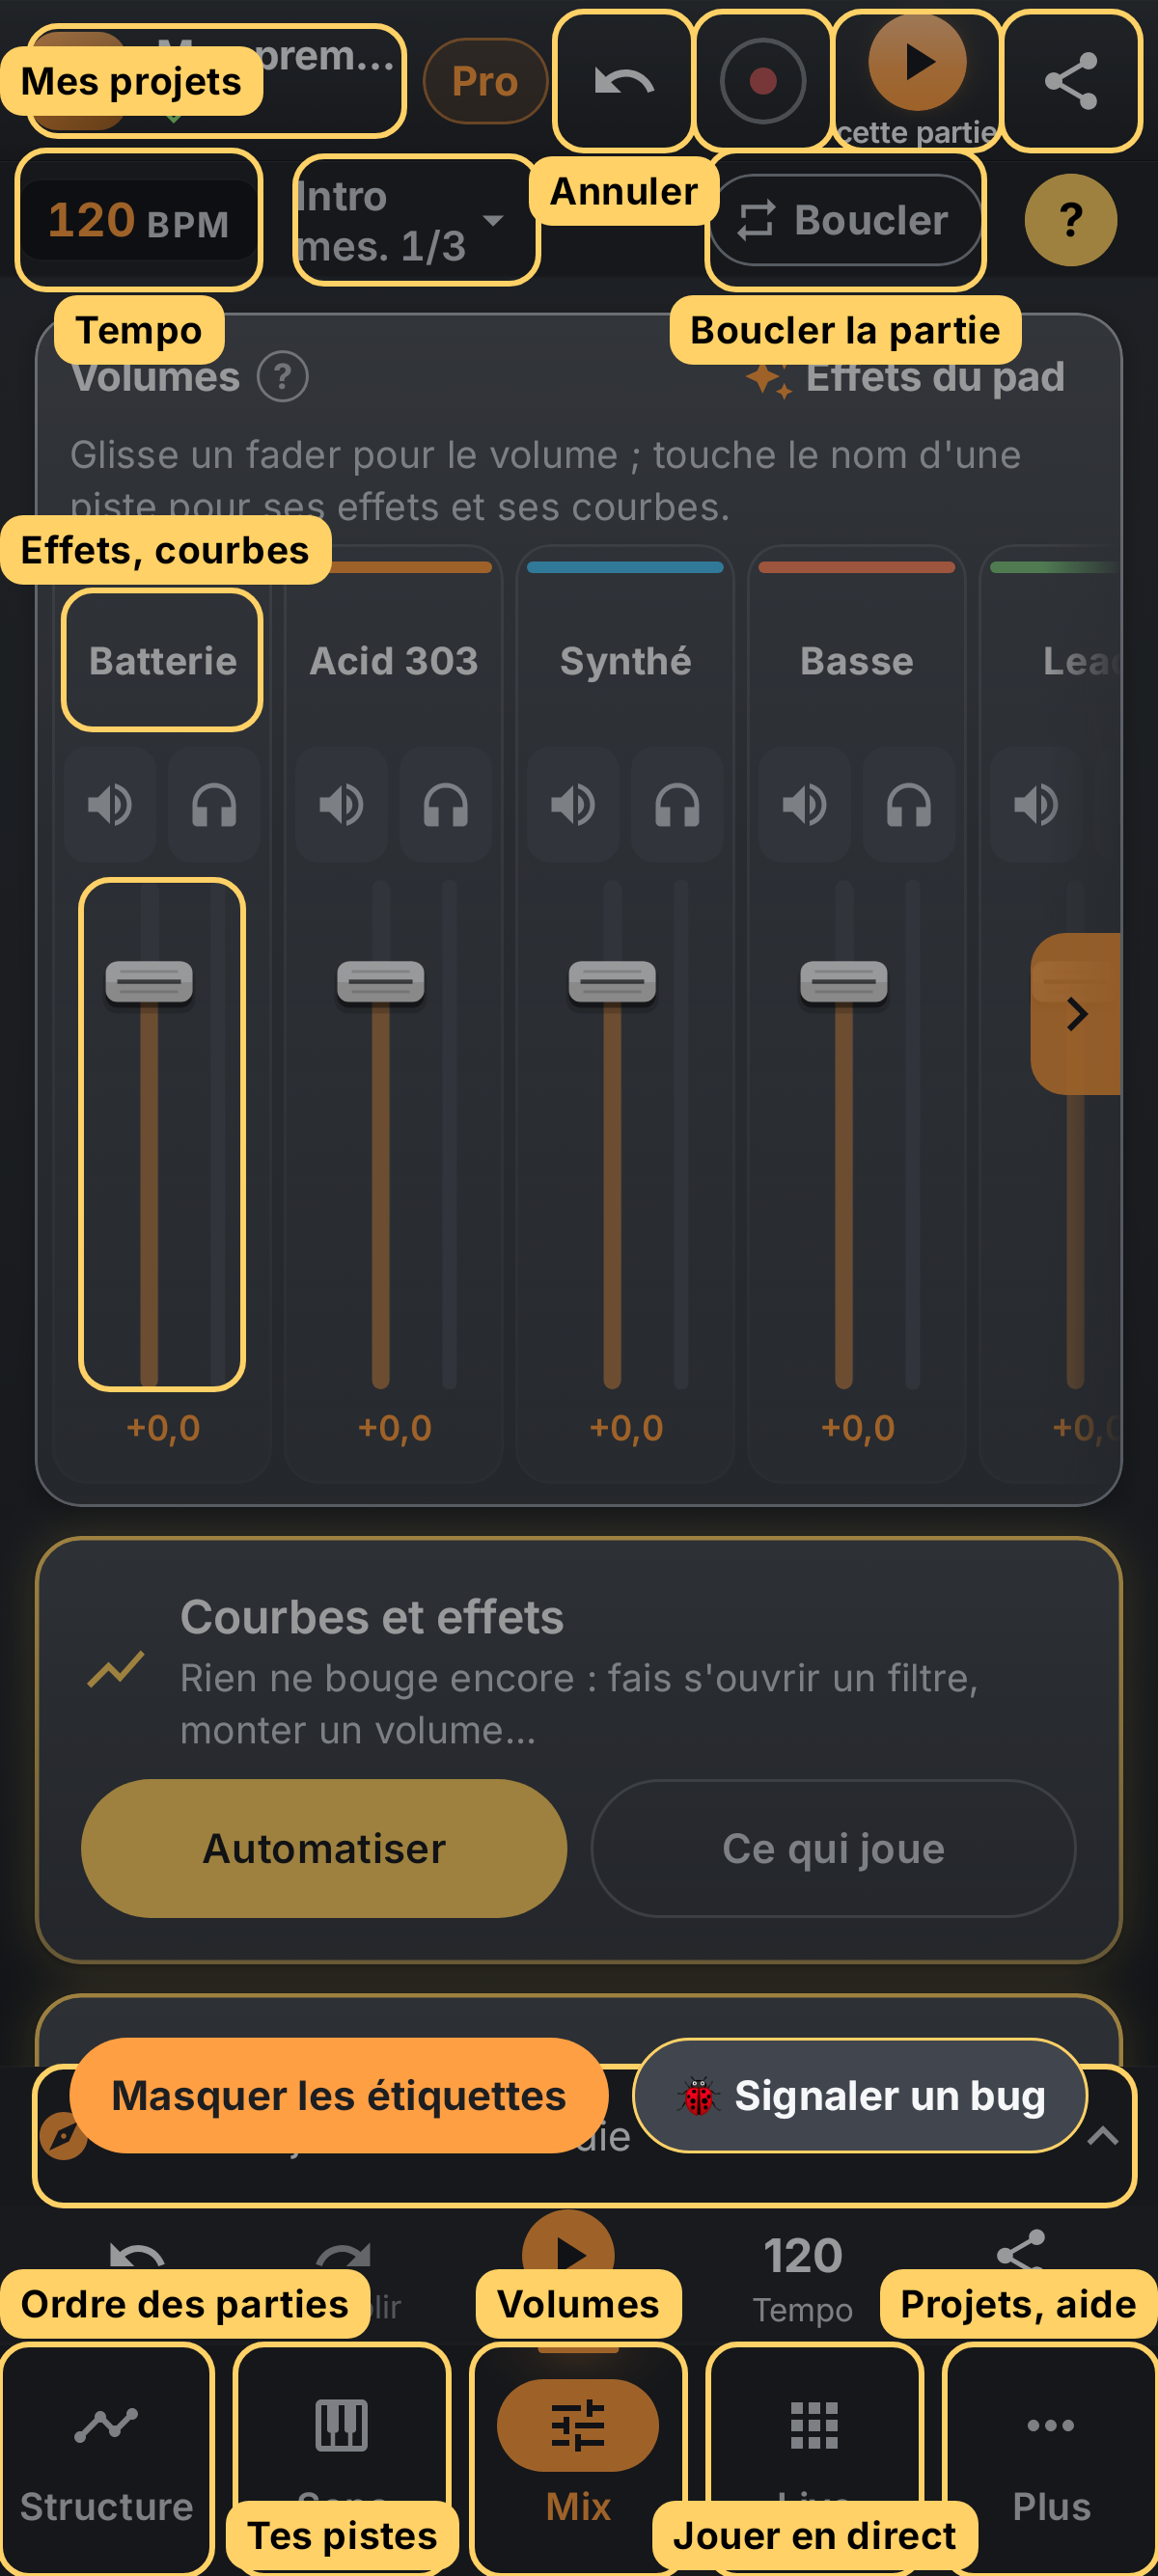 Mes projets
prem...
Pro
cette partie
120 BPM
Intro
mes. 1/3
Annuler
Boucler
?
Tempo
Boucler la partie
Volumes ?
Effets du pad
Glisse un fader pour le volume ; touche le nom d'une
piste pour ses effets et ses courbes.
Effets, courbes
Batterie
Acid 303
Synthé
Basse
+0,0
+0,0
+0,0
+0,0
Courbes et effets
Rien ne bouge encore : fais s'ouvrir un filtre,
monter un volume...
Automatiser
Ce qui joue
Masquer les étiquettes
🐞 Signaler un bug
120
Ordre des parties
Volumes
Tempo
Projets, aide
Structure
Mix
Plus
Tes pistes
Jouer en direct